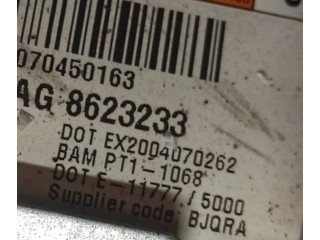 070450163
AG 8623233
DOT EX2004070262
BAM PT1-1068
DOT E-11777 / 5000
Supplier code: BJQRA